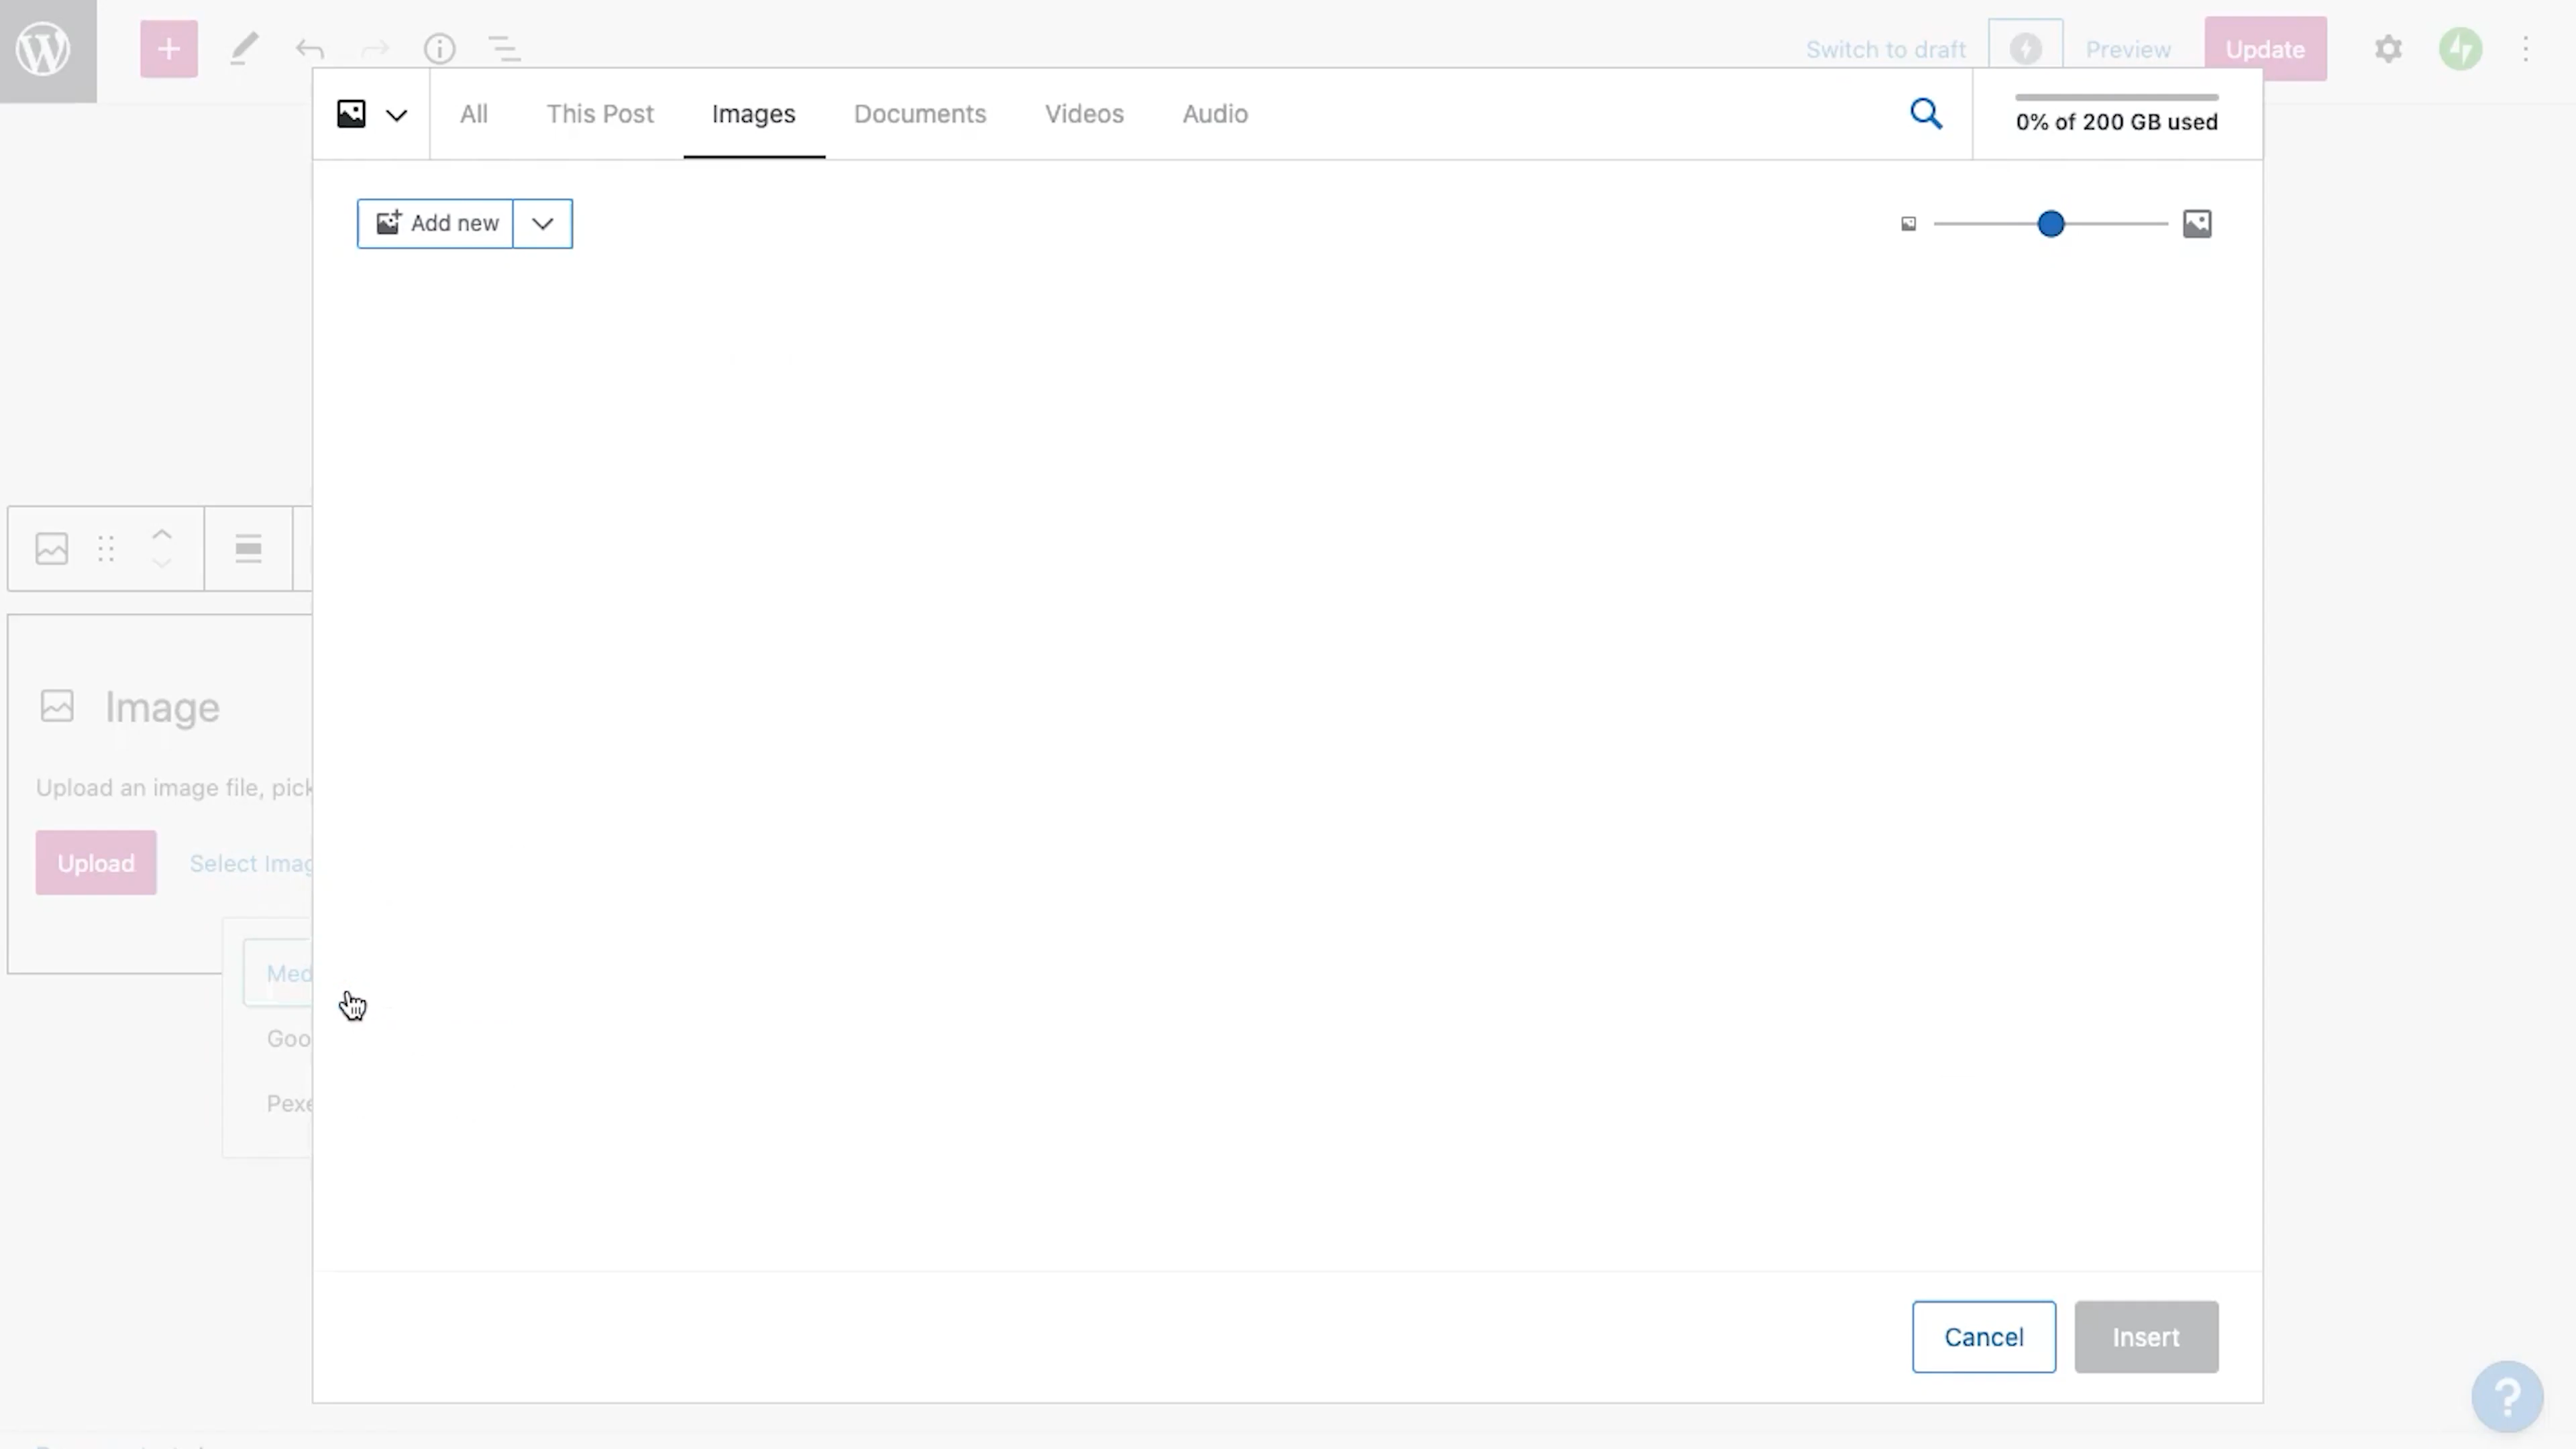 Switch to draft
Preview
Update
All
This Post
Images
Documents
Videos
Audio
0% of 200 GB used
Add new
Image
Upload an image file, pick
Upload
Select Imag
Med
Goo
Pexe
Cancel
Insert
?